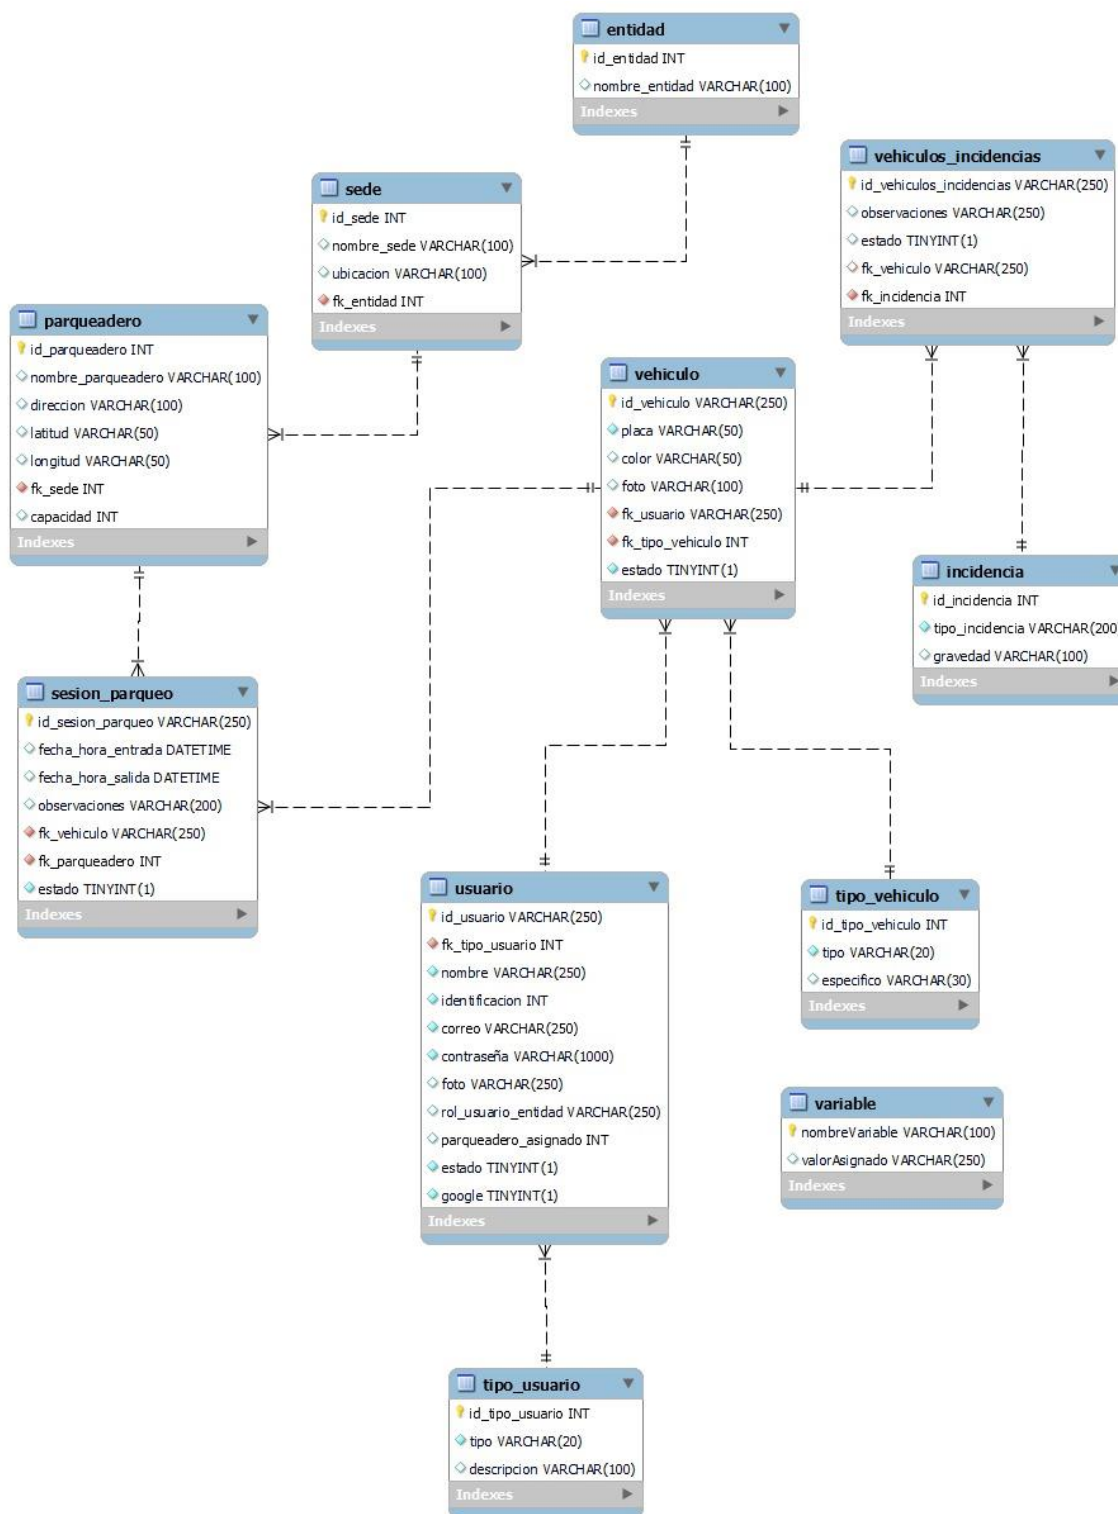 entidad
id_entidad INT
nombre_entidad VARCHAR(100)
Indexes
vehiculos_incidencias
id_vehiculos_incidencias VARCHAR(250)
observaciones VARCHAR(250)
estado TINYINT(1)
fk_vehiculo VARCHAR(250)
fk_incidencia INT
Indexes
sede
id_sede INT
nombre_sede VARCHAR(100)
ubicacion VARCHAR(100)
fk_entidad INT
Indexes
parqueadero
id_parqueadero INT
nombre_parqueadero VARCHAR(100)
direccion VARCHAR(100)
latitud VARCHAR(50)
longitud VARCHAR(50)
fk_sede INT
capacidad INT
Indexes
vehiculo
id_vehiculo VARCHAR(250)
placa VARCHAR(50)
color VARCHAR(50)
foto VARCHAR(100)
fk_usuario VARCHAR(250)
fk_tipo_vehiculo INT
estado TINYINT(1)
Indexes
incidencia
id_incidencia INT
tipo_incidencia VARCHAR(200)
gravedad VARCHAR(100)
Indexes
sesion_parqueo
id_sesion_parqueo VARCHAR(250)
fecha_hora_entrada DATETIME
fecha_hora_salida DATETIME
observaciones VARCHAR(200)
fk_vehiculo VARCHAR(250)
fk_parqueadero INT
estado TINYINT(1)
Indexes
usuario
id_usuario VARCHAR(250)
fk_tipo_usuario INT
nombre VARCHAR(250)
identificacion INT
correo VARCHAR(250)
contraseña VARCHAR(1000)
foto VARCHAR(250)
rol_usuario_entidad VARCHAR(250)
parqueadero_asignado INT
estado TINYINT(1)
google TINYINT(1)
Indexes
tipo_vehiculo
id_tipo_vehiculo INT
tipo VARCHAR(20)
especifico VARCHAR(30)
Indexes
variable
nombreVariable VARCHAR(100)
valorAsignado VARCHAR(250)
Indexes
tipo_usuario
id_tipo_usuario INT
tipo VARCHAR(20)
descripcion VARCHAR(100)
Indexes